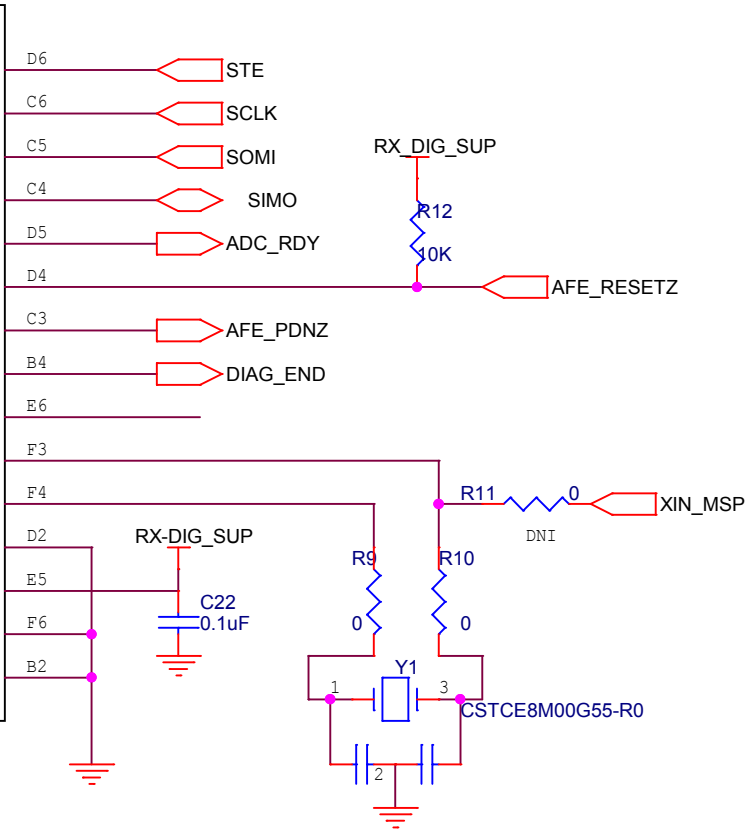 D6
STE
C6
SCLK
C5
SOMI
RX_DIG_SUP
C4
SIMO
R12
D5
ADC_RDY
10K
D4
AFE_RESETZ
C3
AFE_PDNZ
B4
DIAG_END
E6
F3
F4
R11
0
XIN_MSP
DNI
D2
RX-DIG_SUP
R9
R10
E5
C22
0.1uF
0
0
F6
B2
Y1
1
3
CSTCE8M00G55-R0
2